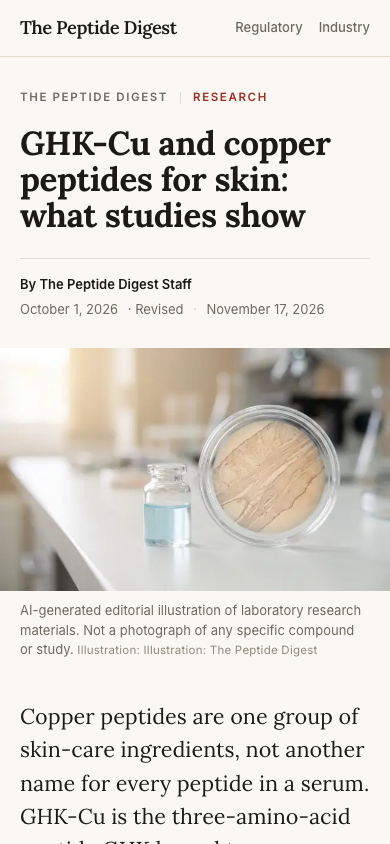 The Peptide Digest
Regulatory Industry
THE PEPTIDE DIGEST | RESEARCH
GHK-Cu and copper
peptides for skin:
what studies show
By The Peptide Digest Staff
October 1, 2026 · Revised · November 17, 2026
AI-generated editorial illustration of laboratory research
materials. Not a photograph of any specific compound
or study. Illustration: Illustration: The Peptide Digest
Copper peptides are one group of
skin-care ingredients, not another
name for every peptide in a serum.
GHK-Cu is the three-amino-acid